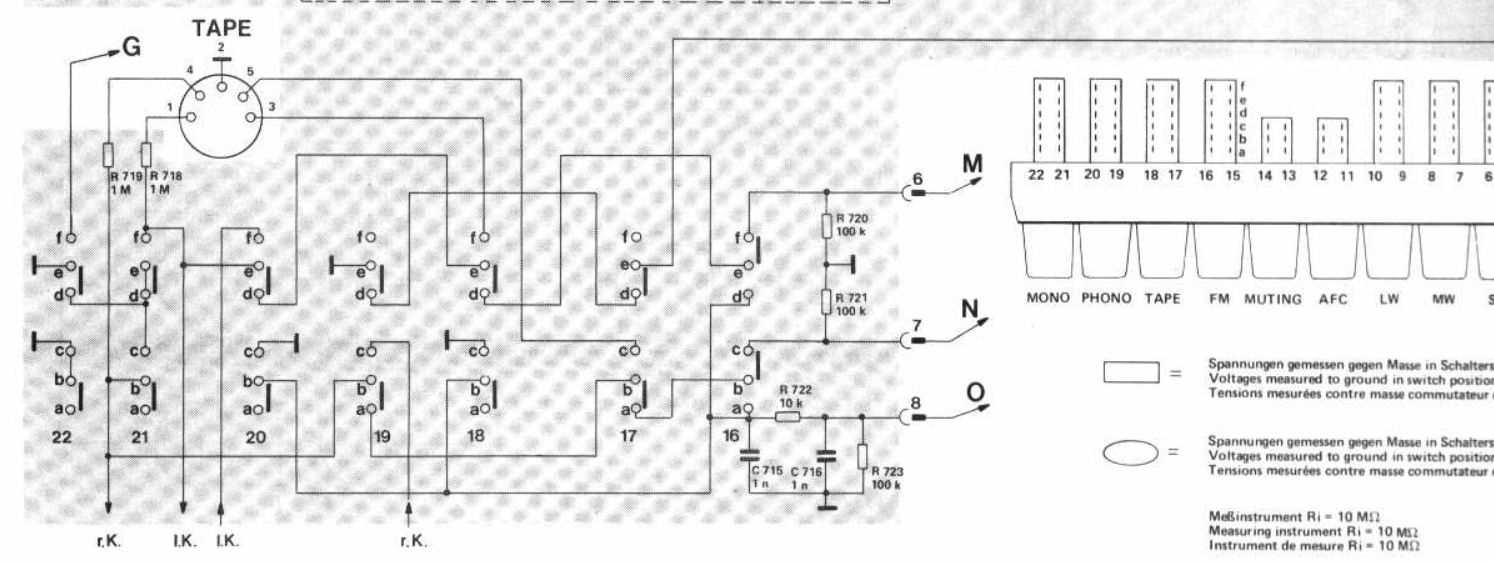 TAPE
G
2
4 5
1 3
R 719
1 M
R 718
1 M
f f f f f f f
e e e e e e e
d d d d d d d
c c c c c c c
b b b b b b b
a a a a a a a
22 21 20 19 18 17 16
r.K. l.K. l.K. r.K.
6 M
R 720
100 k
R 721
100 k
7 N
R 722
10 k
8 O
C 715
1 n
C 716
1 n
R 723
100 k
f
e
d
c
b
a
22 21 20 19 18 17 16 15 14 13 12 11 10 9 8 7 6
MONO PHONO TAPE FM MUTING AFC LW MW S
= Spannungen gemessen gegen Masse in Schalters
Voltages measured to ground in switch position
Tensions mesurées contre masse commutateur
= Spannungen gemessen gegen Masse in Schalters
Voltages measured to ground in switch position
Tensions mesurées contre masse commutateur
Meßinstrument Ri = 10 MΩ
Measuring instrument Ri = 10 MΩ
Instrument de mesure Ri = 10 MΩ